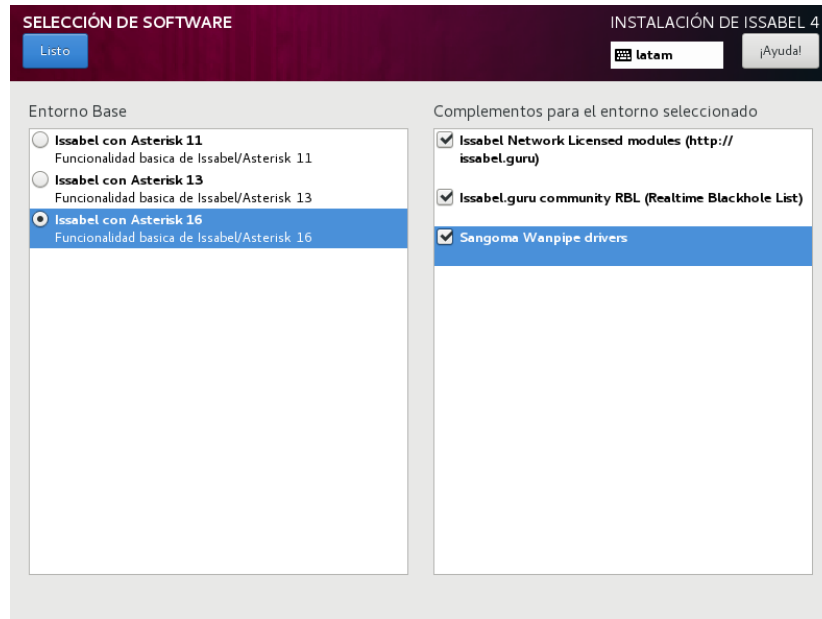 SELECCIÓN DE SOFTWARE
INSTALACIÓN DE ISSABEL 4
Listo
latam
¡Ayuda!
Entorno Base
Issabel con Asterisk 11
Funcionalidad basica de Issabel/Asterisk 11
Issabel con Asterisk 13
Funcionalidad basica de Issabel/Asterisk 13
Issabel con Asterisk 16
Funcionalidad basica de Issabel/Asterisk 16
Complementos para el entorno seleccionado
Issabel Network Licensed modules (http://
issabel.guru)
Issabel.guru community RBL (Realtime Blackhole List)
Sangoma Wanpipe drivers